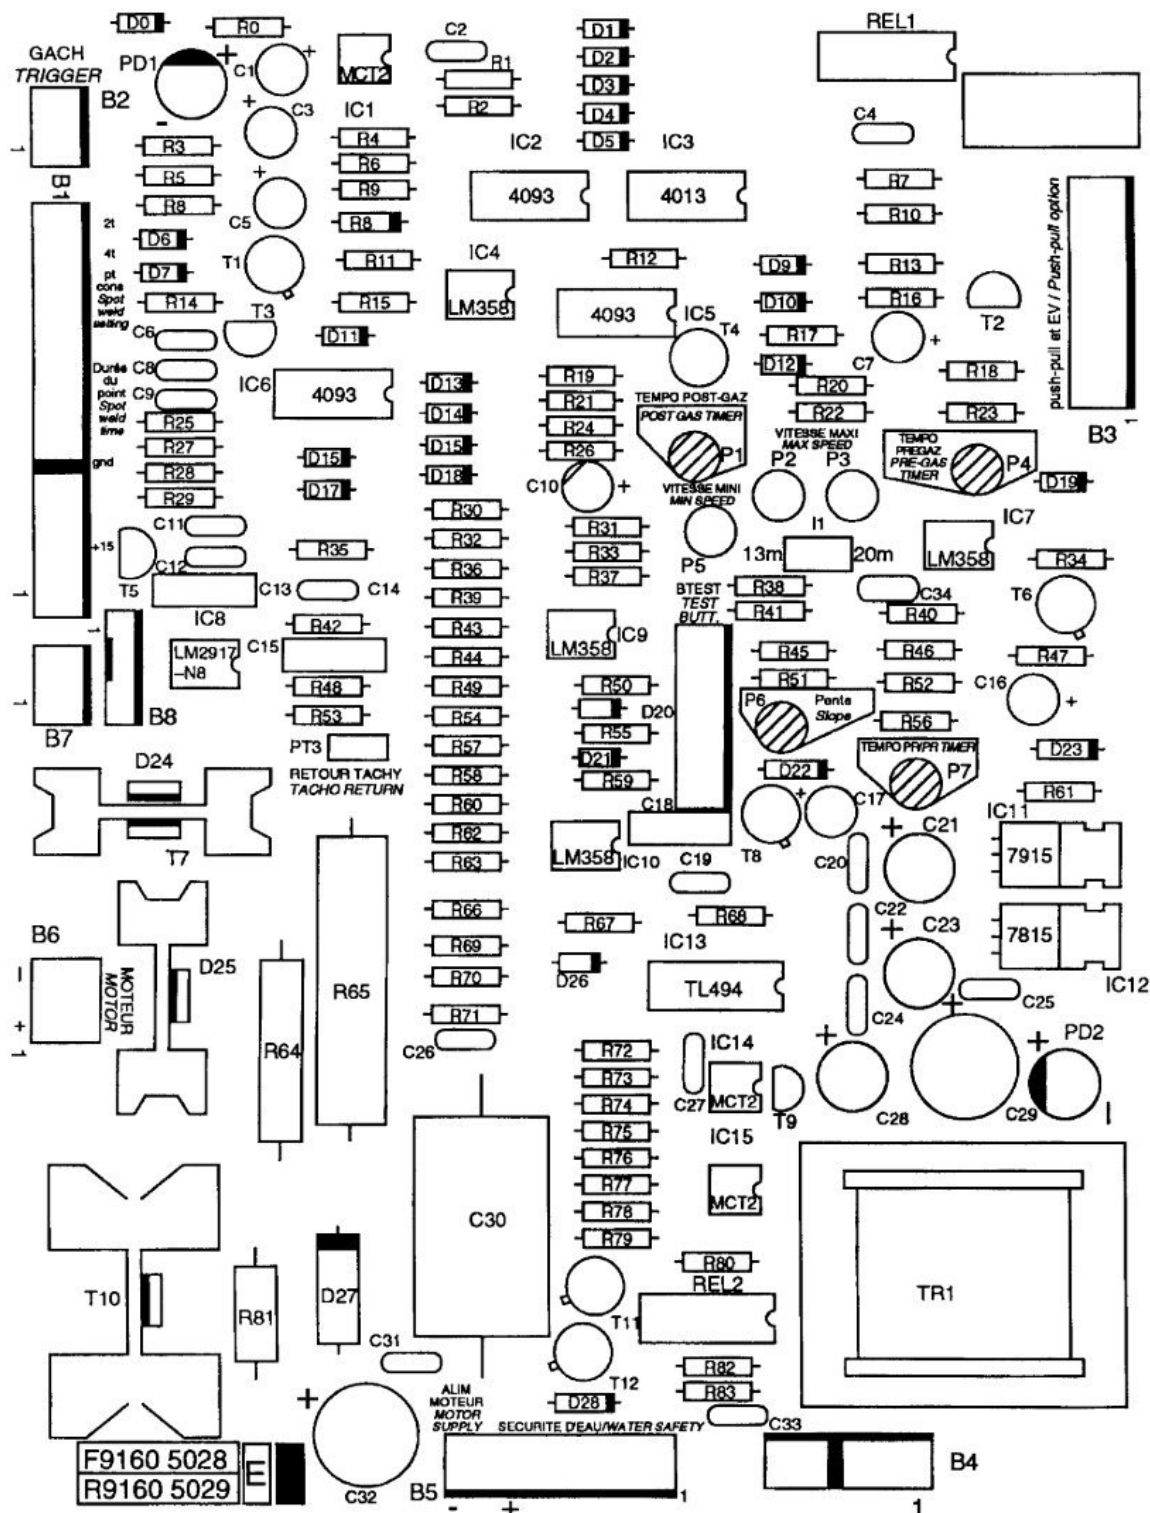 D0
R0
GACH
TRIGGER
PD1
+
-
B2
1
C1
+
C3
+
MCT2
IC1
C2
R1
R2
D1
D2
D3
D4
D5
REL1
C4
R3
R5
R8
R4
R6
R9
R8
C5
+
IC2
4093
IC3
4013
R7
R10
B1
2t
4t
pt
cons
Spot
weld
setting
Durée
du
point
Spot
weld
time
gnd
+15
1
D6
D7
R14
T1
R11
R15
IC4
LM358
R12
D9
D10
R13
R16
T2
push-pull et EV / Push-pull option
1
B3
C6
C8
C9
T3
D11
4093
IC5
T4
R17
D12
C7
+
R18
R20
R22
R23
IC6
4093
R25
R27
R28
R29
D13
D14
D15
D18
D15
D17
R19
R21
R24
R26
C10
+
TEMPO POST-GAZ
POST GAS TIMER
P1
VITESSE MAXI
MAX SPEED
P2
P3
TEMPO
PREGAZ
PRE-GAS
TIMER
P4
D19
VITESSE MINI
MIN SPEED
P5
I1
13m
20m
IC7
LM358
C11
C12
T5
R35
C13
C14
IC8
LM2917
–N8
C15
R42
R48
R53
R30
R32
R36
R39
R43
R44
R49
R54
R57
R58
R60
R62
R63
R66
R69
R70
R71
C26
R31
R33
R37
LM358
IC9
BTEST
TEST
BUTT.
R38
R41
C34
R40
R34
T6
R45
R51
R46
R52
R47
C16
+
R56
R50
D20
R55
D21
R59
P6
Pente
Slope
TEMPO PR/PR TIMER
P7
D23
R61
D22
1
1
B7
B8
PT3
RETOUR TACHY
TACHO RETURN
D24
T7
C18
LM358
IC10
C19
T8
+
C17
C20
+
C21
IC11
7915
7815
IC12
C22
+
C23
C24
C25
B6
-
+
1
MOTEUR
MOTOR
D25
R64
R65
R67
R68
D26
IC13
TL494
IC14
MCT2
IC15
MCT2
C27
T9
+
C28
+
C29
+
PD2
R72
R73
R74
R75
R76
R77
R78
R79
C30
T10
R81
D27
C31
T11
T12
D28
R80
REL2
R82
R83
C33
TR1
F9160 5028
R9160 5029
E
+
C32
ALIM
MOTEUR
MOTOR
SUPPLY
SECURITE D'EAU/WATER SAFETY
B5
-
+
1
B4
1